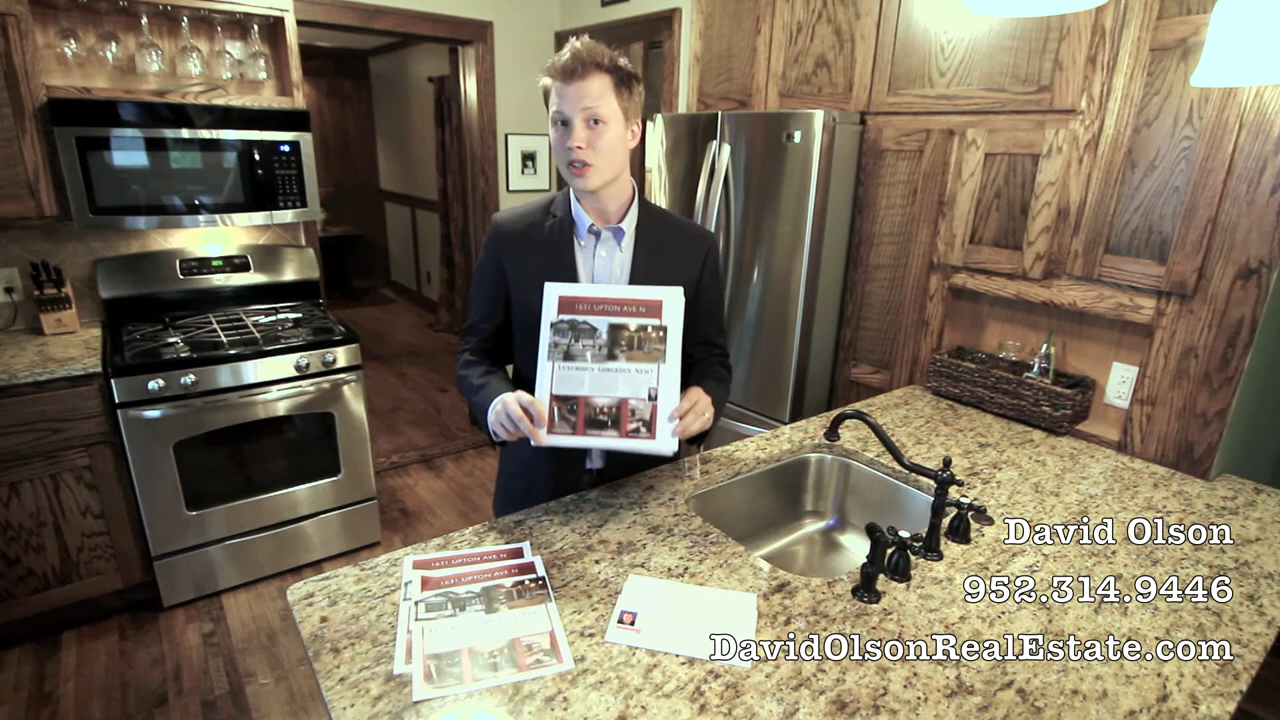 1631 UPTON AVE N
LUXURIOUS GORGEOUS NEW!
1631 UPTON AVE N
1631 UPTON AVE N
David Olson
952.314.9446
DavidOlsonRealEstate.com